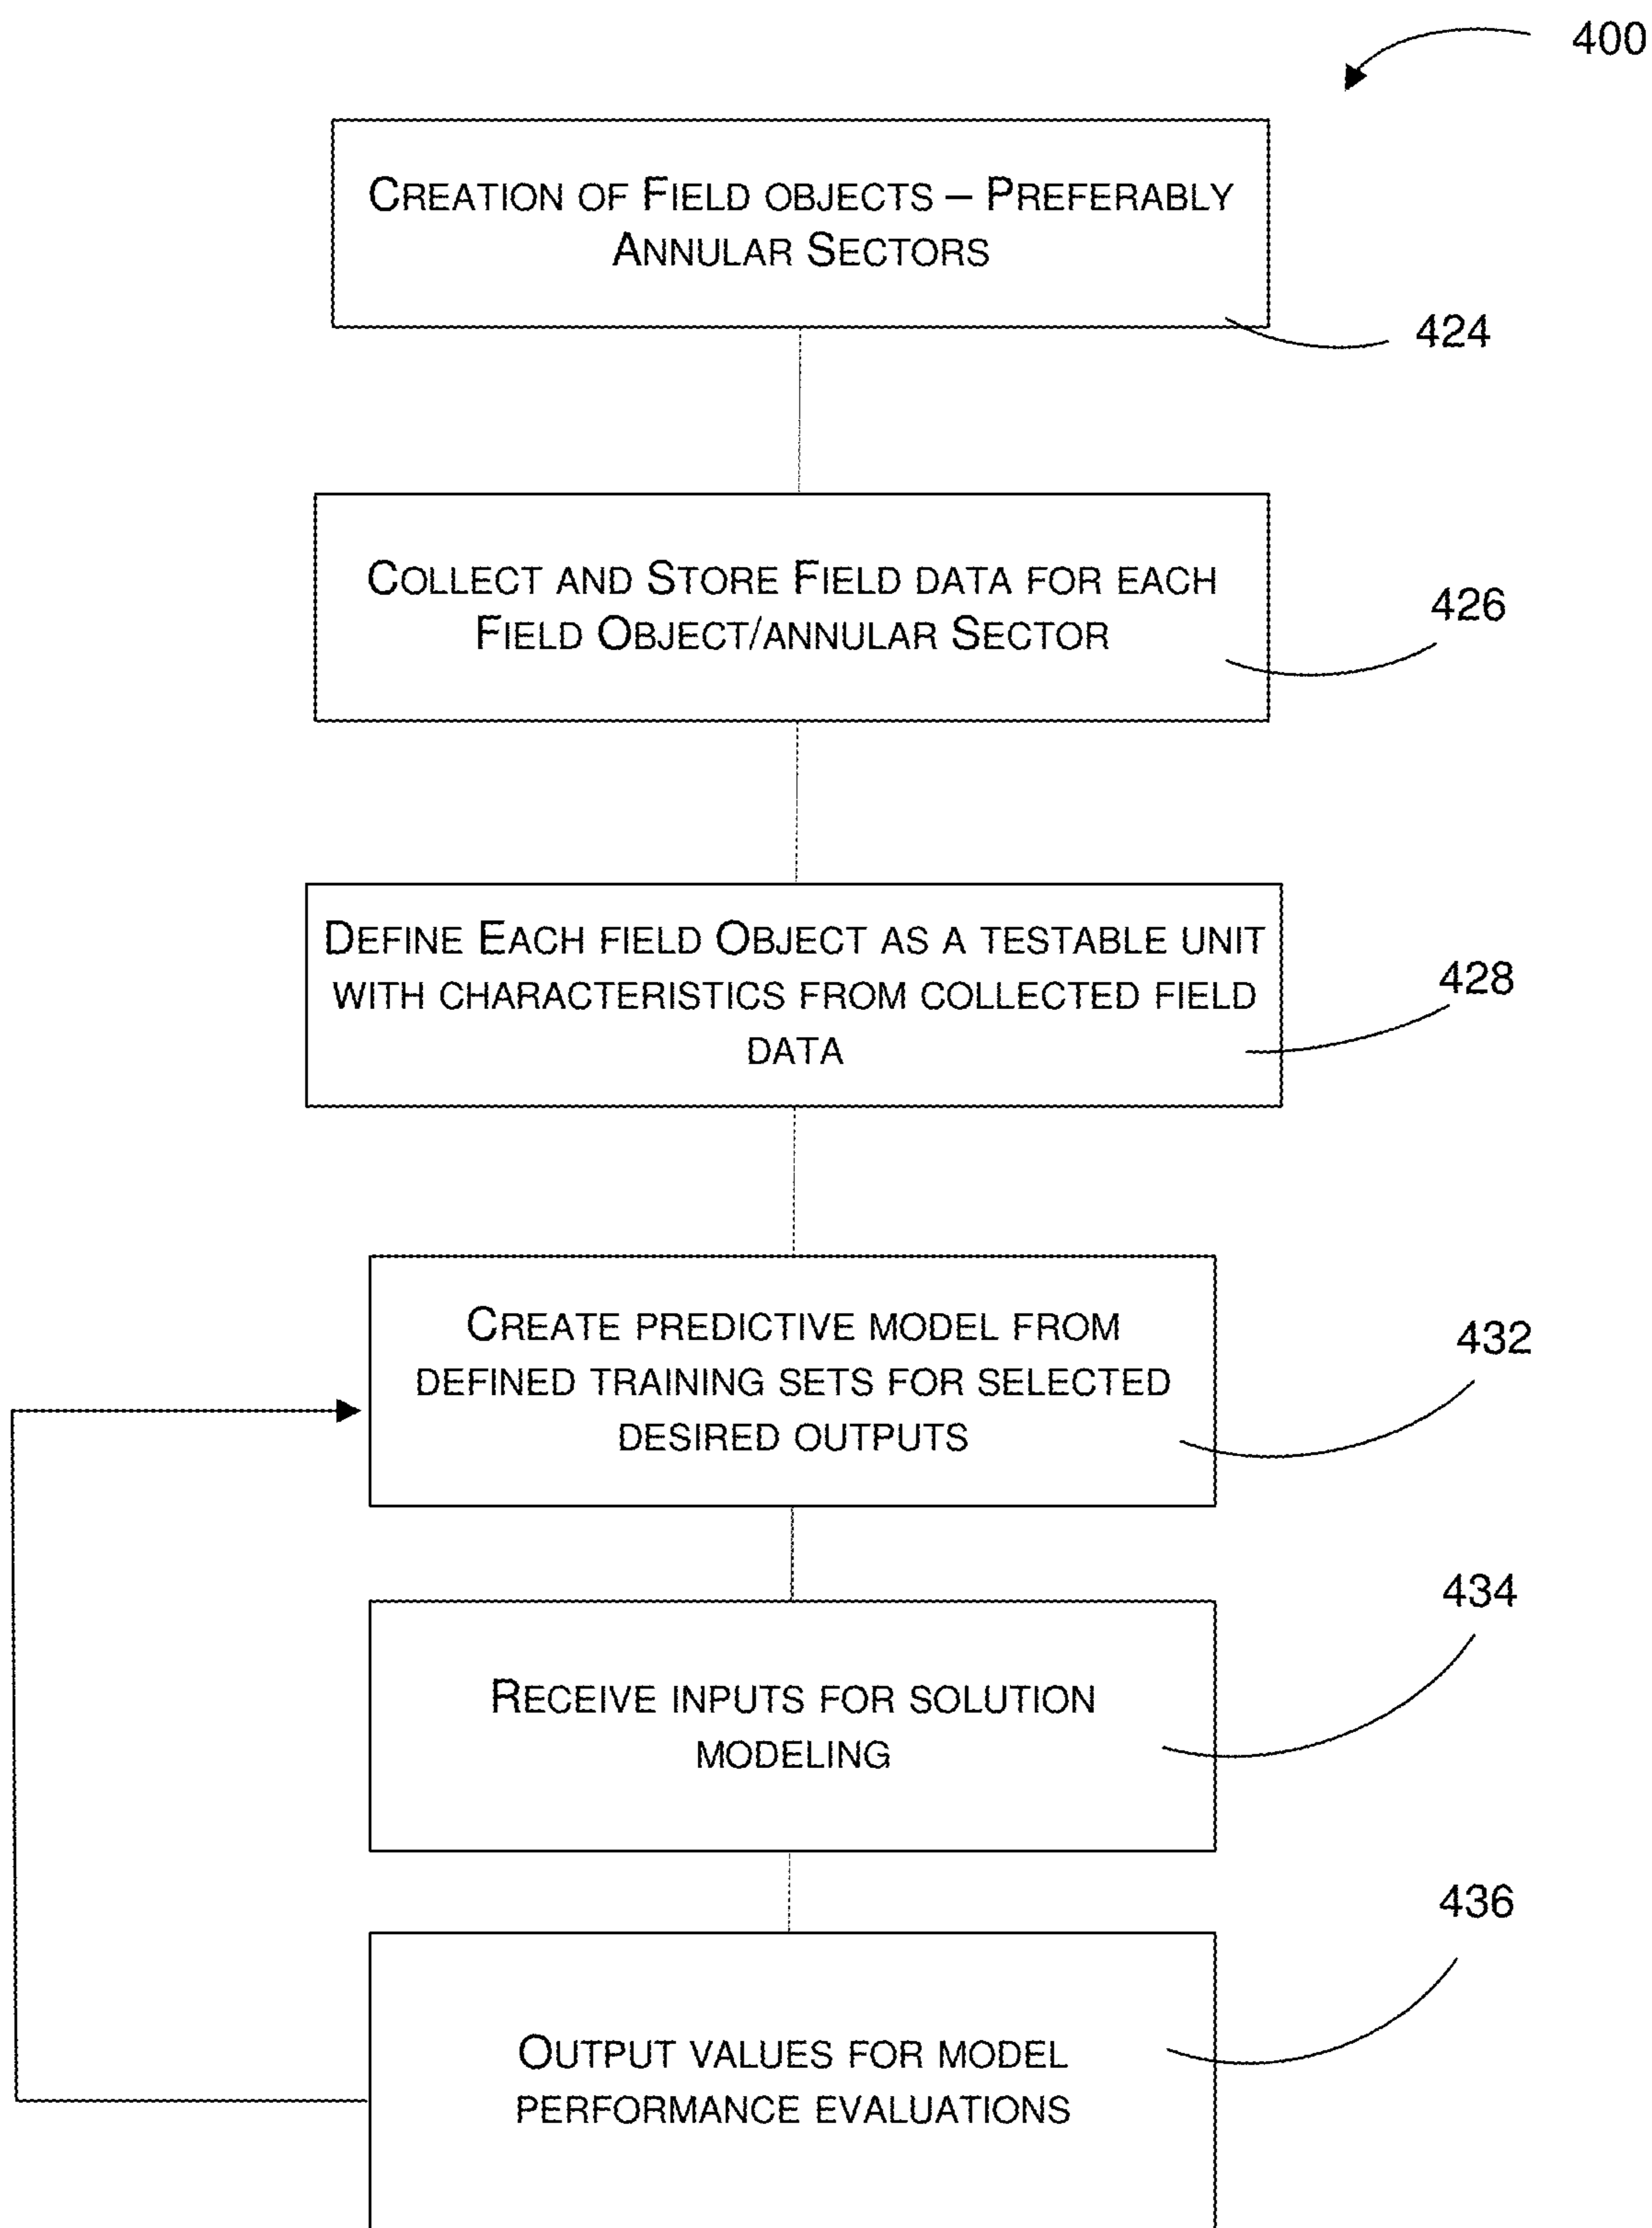 400
CREATION OF FIELD OBJECTS – PREFERABLY
ANNULAR SECTORS
424
COLLECT AND STORE FIELD DATA FOR EACH
FIELD OBJECT/ANNULAR SECTOR
426
DEFINE EACH FIELD OBJECT AS A TESTABLE UNIT
WITH CHARACTERISTICS FROM COLLECTED FIELD
DATA
428
CREATE PREDICTIVE MODEL FROM
DEFINED TRAINING SETS FOR SELECTED
DESIRED OUTPUTS
432
RECEIVE INPUTS FOR SOLUTION
MODELING
434
OUTPUT VALUES FOR MODEL
PERFORMANCE EVALUATIONS
436